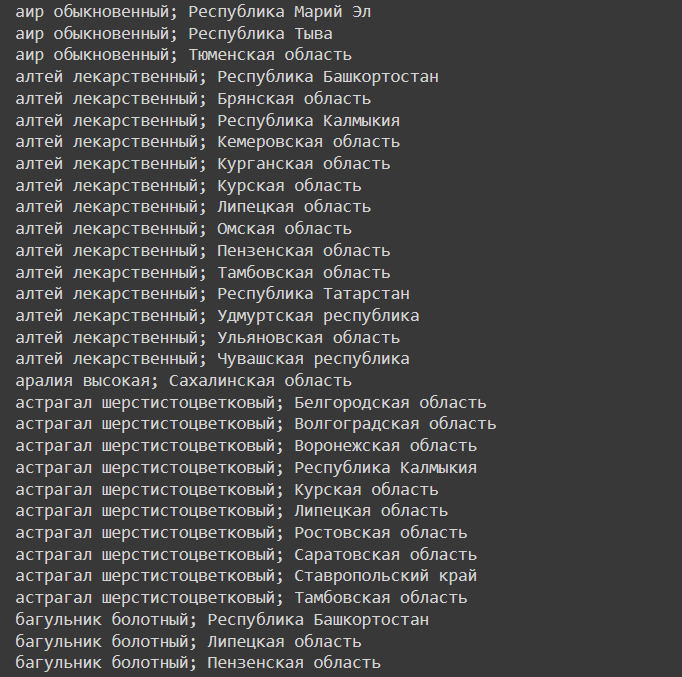 аир обыкновенный; Республика Марий Эл
аир обыкновенный; Республика Тыва
аир обыкновенный; Тюменская область
алтей лекарственный; Республика Башкортостан
алтей лекарственный; Брянская область
алтей лекарственный; Республика Калмыкия
алтей лекарственный; Кемеровская область
алтей лекарственный; Курганская область
алтей лекарственный; Курская область
алтей лекарственный; Липецкая область
алтей лекарственный; Омская область
алтей лекарственный; Пензенская область
алтей лекарственный; Тамбовская область
алтей лекарственный; Республика Татарстан
алтей лекарственный; Удмуртская республика
алтей лекарственный; Ульяновская область
алтей лекарственный; Чувашская республика
аралия высокая; Сахалинская область
астрагал шерстистоцветковый; Белгородская область
астрагал шерстистоцветковый; Волгоградская область
астрагал шерстистоцветковый; Воронежская область
астрагал шерстистоцветковый; Республика Калмыкия
астрагал шерстистоцветковый; Курская область
астрагал шерстистоцветковый; Липецкая область
астрагал шерстистоцветковый; Ростовская область
астрагал шерстистоцветковый; Саратовская область
астрагал шерстистоцветковый; Ставропольский край
астрагал шерстистоцветковый; Тамбовская область
багульник болотный; Республика Башкортостан
багульник болотный; Липецкая область
багульник болотный; Пензенская область